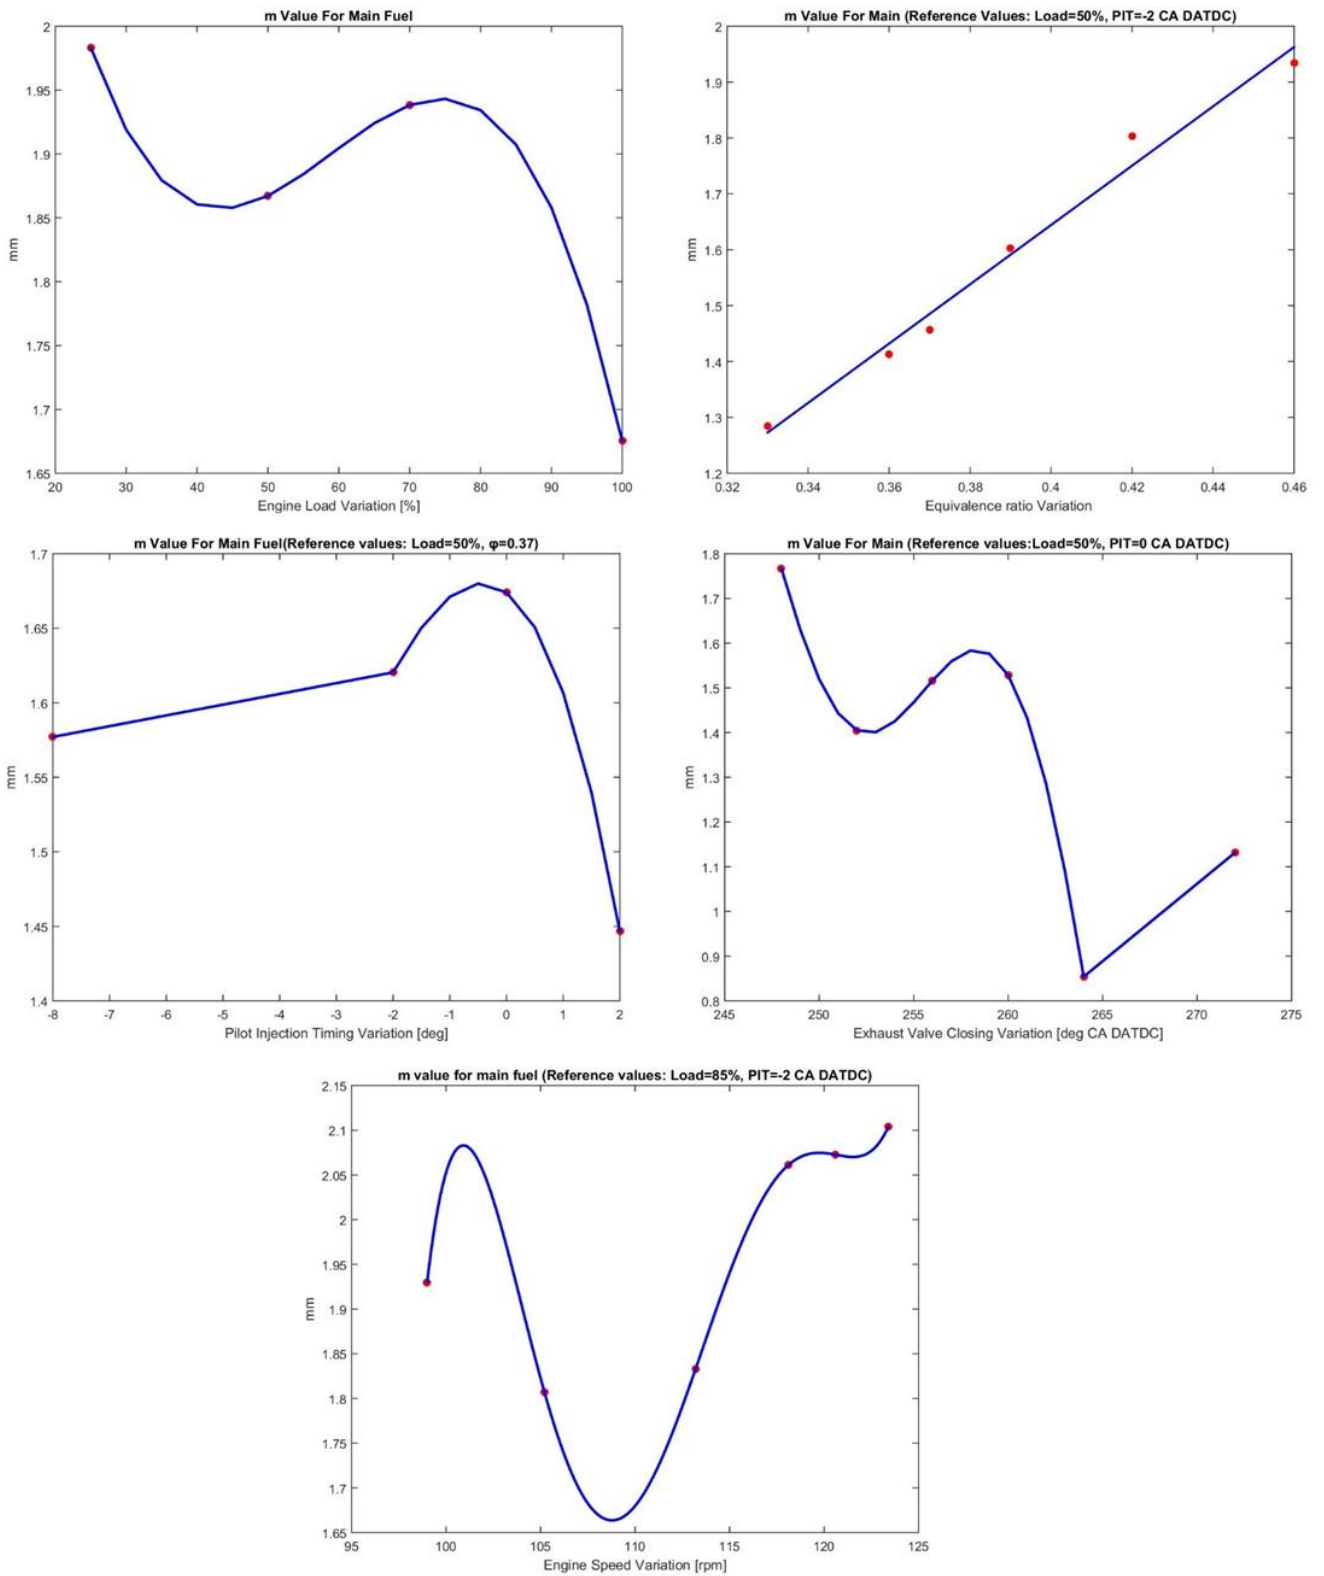 m Value For Main Fuel
2
1.95
1.9
1.85
1.8
1.75
1.7
1.65
mm
20 30 40 50 60 70 80 90 100
Engine Load Variation [%]
m Value For Main (Reference Values: Load=50%, PIT=-2 CA DATDC)
2
1.9
1.8
1.7
1.6
1.5
1.4
1.3
1.2
mm
0.32 0.34 0.36 0.38 0.4 0.42 0.44 0.46
Equivalence ratio Variation
m Value For Main Fuel(Reference values: Load=50%, φ=0.37)
1.7
1.65
1.6
1.55
1.5
1.45
1.4
mm
-8 -7 -6 -5 -4 -3 -2 -1 0 1 2
Pilot Injection Timing Variation [deg]
m Value For Main (Reference values:Load=50%, PIT=0 CA DATDC)
1.8
1.7
1.6
1.5
1.4
1.3
1.2
1.1
1
0.9
0.8
mm
245 250 255 260 265 270 275
Exhaust Valve Closing Variation [deg CA DATDC]
m value for main fuel (Reference values: Load=85%, PIT=-2 CA DATDC)
2.15
2.1
2.05
2
1.95
1.9
1.85
1.8
1.75
1.7
1.65
mm
95 100 105 110 115 120 125
Engine Speed Variation [rpm]